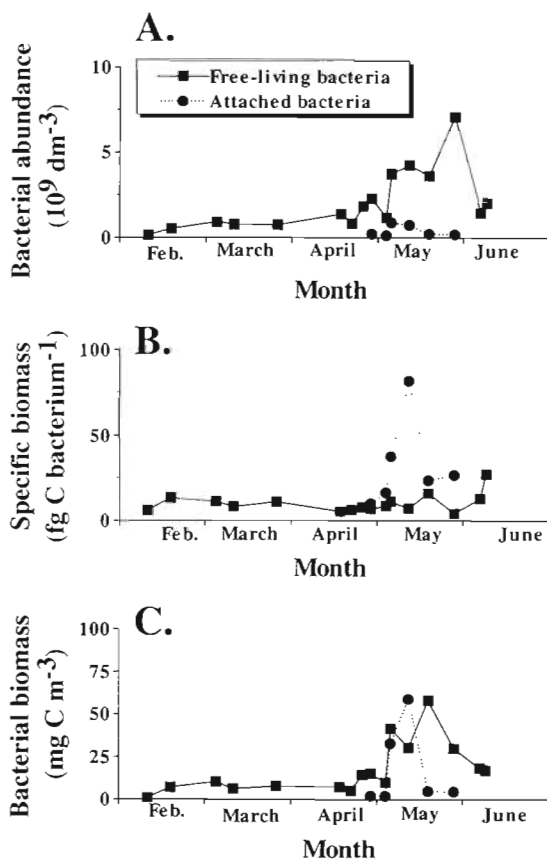 A.
Bacterial abundance
(10^9 dm^-3)
10
5
0
Free-living bacteria
Attached bacteria
Feb. March April May June
Month
B.
Specific biomass
(fg C bacterium^-1)
100
50
0
Feb. March April May June
C.
Bacterial biomass
(mg C m^-3)
100
75
50
25
0
Feb. March April May June
Month